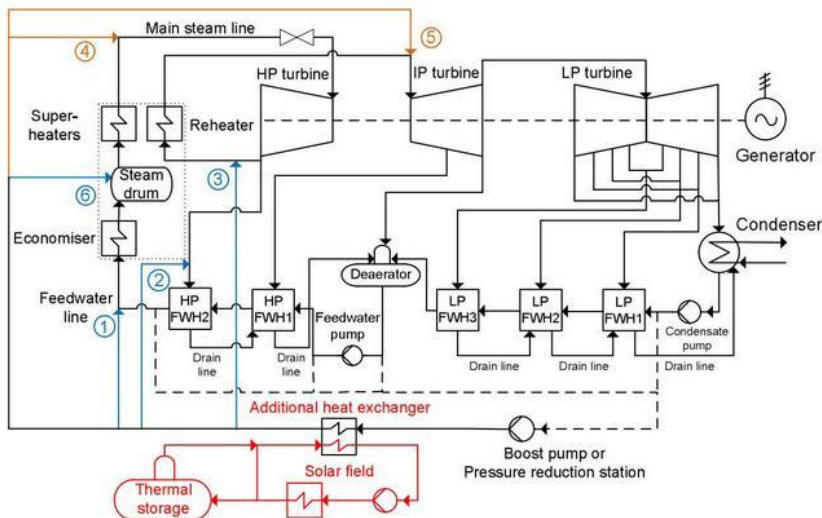 Main steam line
④
⑤
HP turbine
IP turbine
LP turbine
Super-
heaters
Reheater
Generator
③
Steam
drum
⑥
Condenser
Economiser
②
Deaerator
Feedwater
line
①
HP
FWH2
HP
FWH1
Feedwater
pump
LP
FWH3
LP
FWH2
LP
FWH1
Condensate
pump
Drain
line
Drain
line
Drain line
Drain line
Drain line
Additional heat exchanger
Boost pump or
Pressure reduction station
Solar field
Thermal
storage